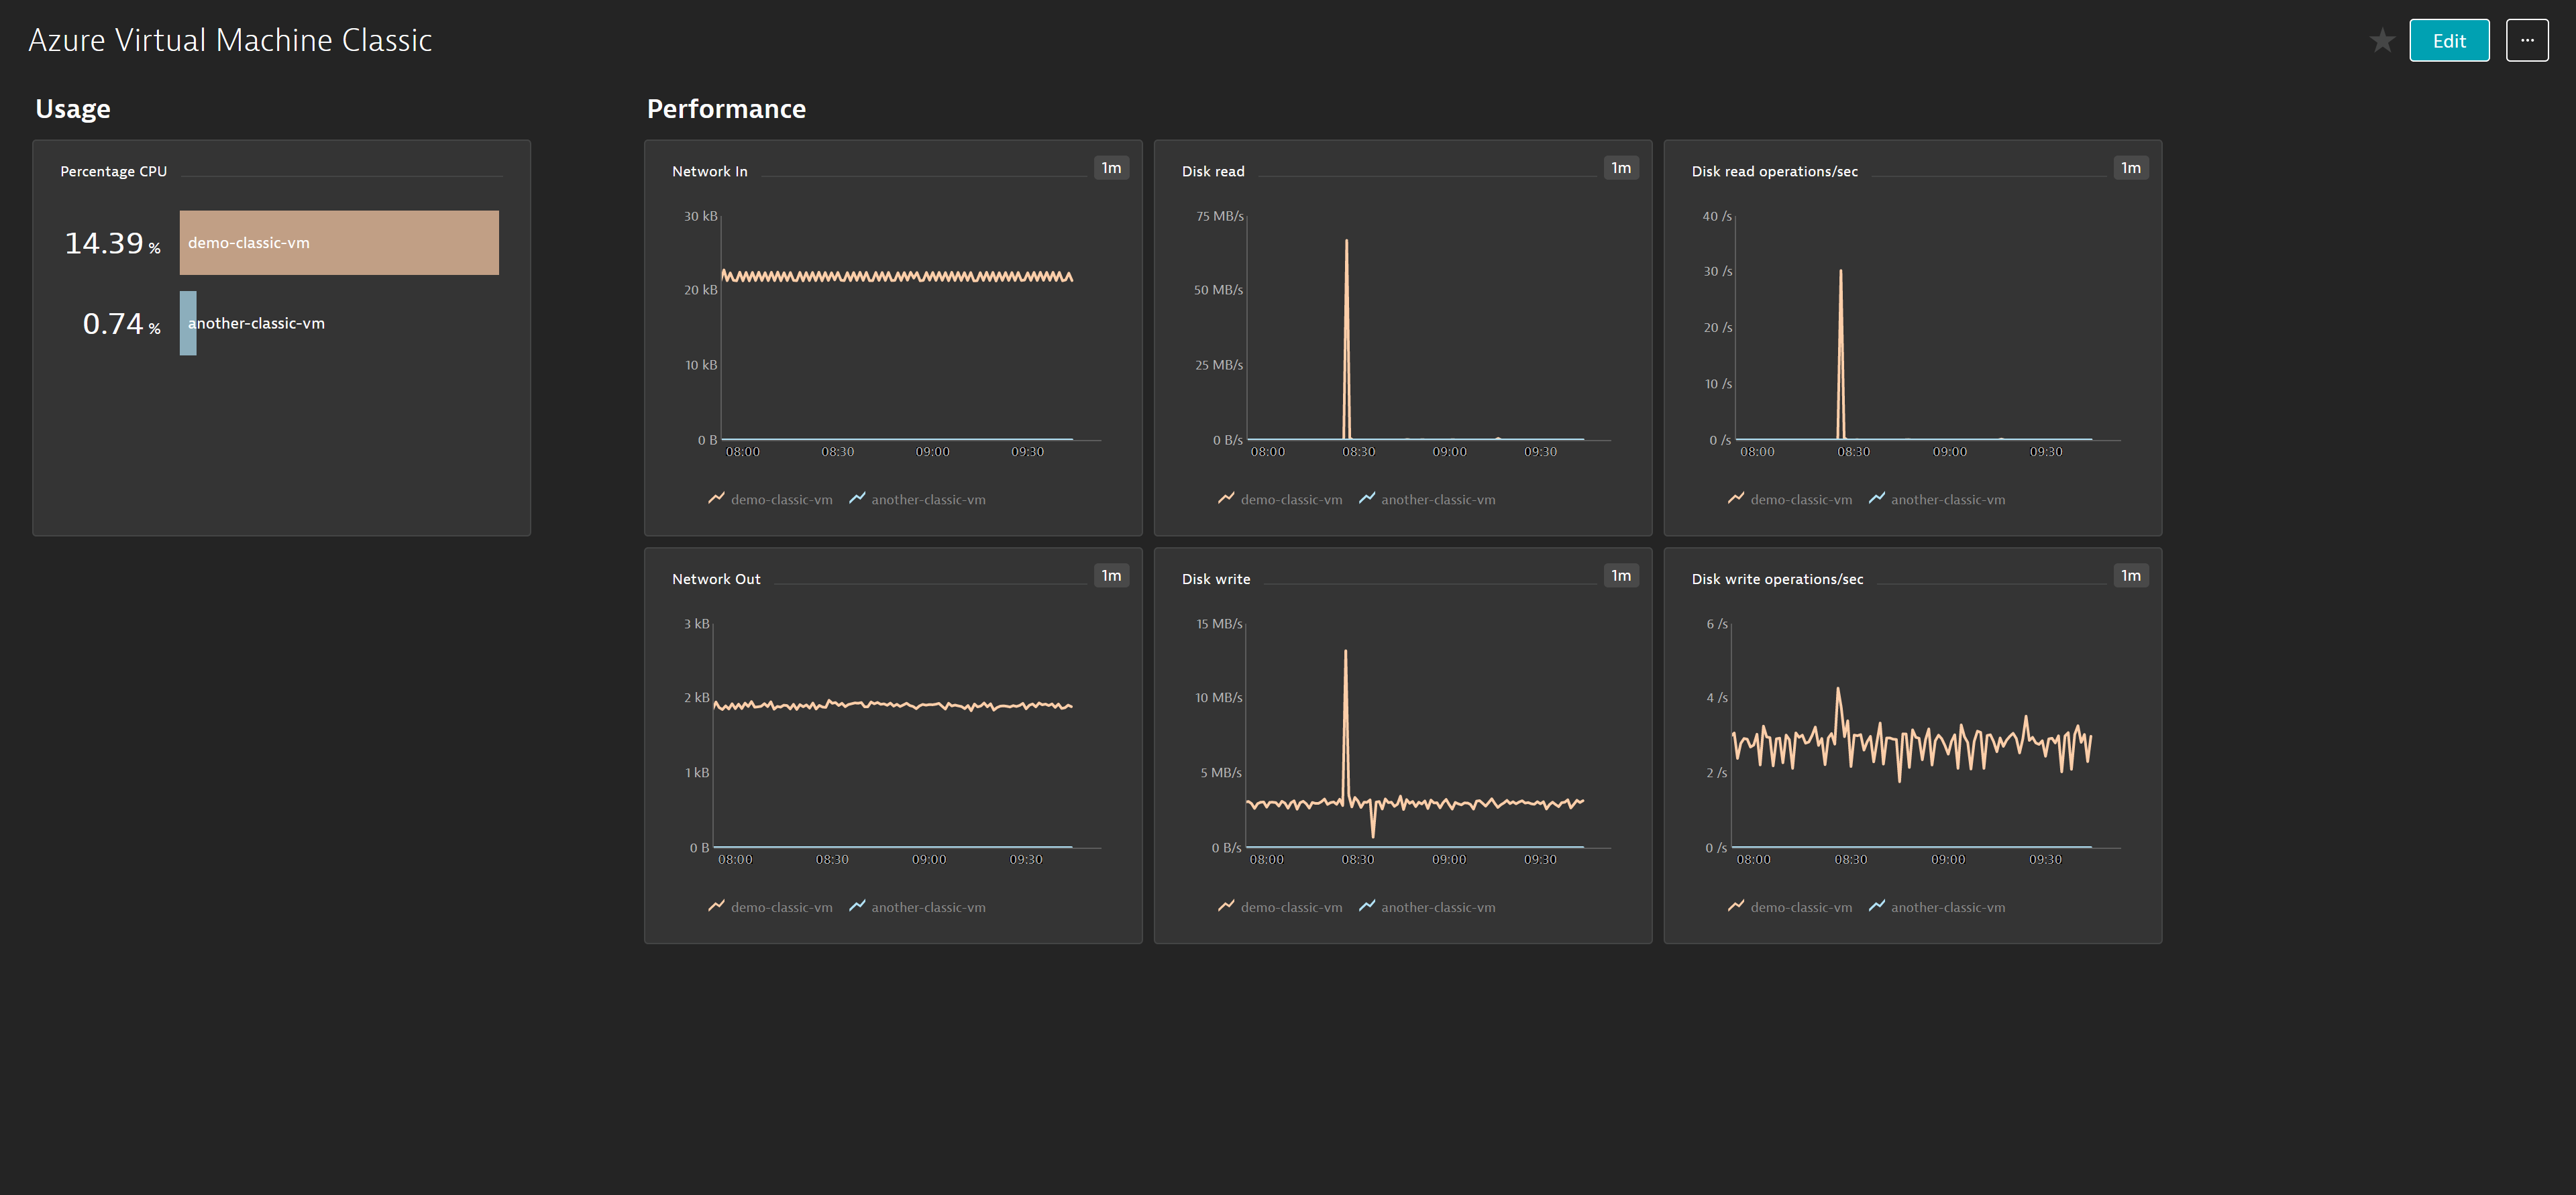 Azure Virtual Machine Classic
Edit
...
Usage
Performance
Percentage CPU
14.39 %
demo-classic-vm
0.74 %
another-classic-vm
Network In
1m
30 kB
20 kB
10 kB
0 B
08:00 08:30 09:00 09:30
demo-classic-vm another-classic-vm
Disk read
1m
75 MB/s
50 MB/s
25 MB/s
0 B/s
08:00 08:30 09:00 09:30
demo-classic-vm another-classic-vm
Disk read operations/sec
1m
40 /s
30 /s
20 /s
10 /s
0 /s
08:00 08:30 09:00 09:30
demo-classic-vm another-classic-vm
Network Out
1m
3 kB
2 kB
1 kB
0 B
08:00 08:30 09:00 09:30
demo-classic-vm another-classic-vm
Disk write
1m
15 MB/s
10 MB/s
5 MB/s
0 B/s
08:00 08:30 09:00 09:30
demo-classic-vm another-classic-vm
Disk write operations/sec
1m
6 /s
4 /s
2 /s
0 /s
08:00 08:30 09:00 09:30
demo-classic-vm another-classic-vm